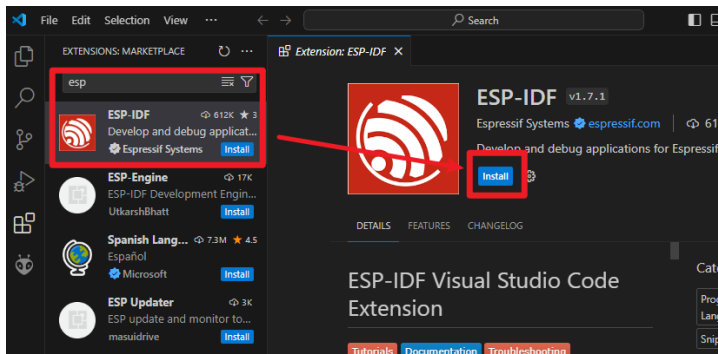 File Edit Selection View ··· Search
EXTENSIONS: MARKETPLACE ···
Extension: ESP-IDF
esp
ESP-IDF 612K ★ 3
Develop and debug applicat...
Espressif Systems Install
ESP-Engine 17K
ESP-IDF Development Engin...
UtkarshBhatt Install
Spanish Lang... 7.3M ★ 4.5
Español
Microsoft Install
ESP Updater 3K
ESP update and monitor to...
masuidrive Install
ESP-IDF v1.7.1
Espressif Systems espressif.com | 61
Develop and debug applications for Espressif
Install
DETAILS FEATURES CHANGELOG
ESP-IDF Visual Studio Code
Extension
Tutorials Documentation Troubleshooting
Cat
Prog
Lang
Snip